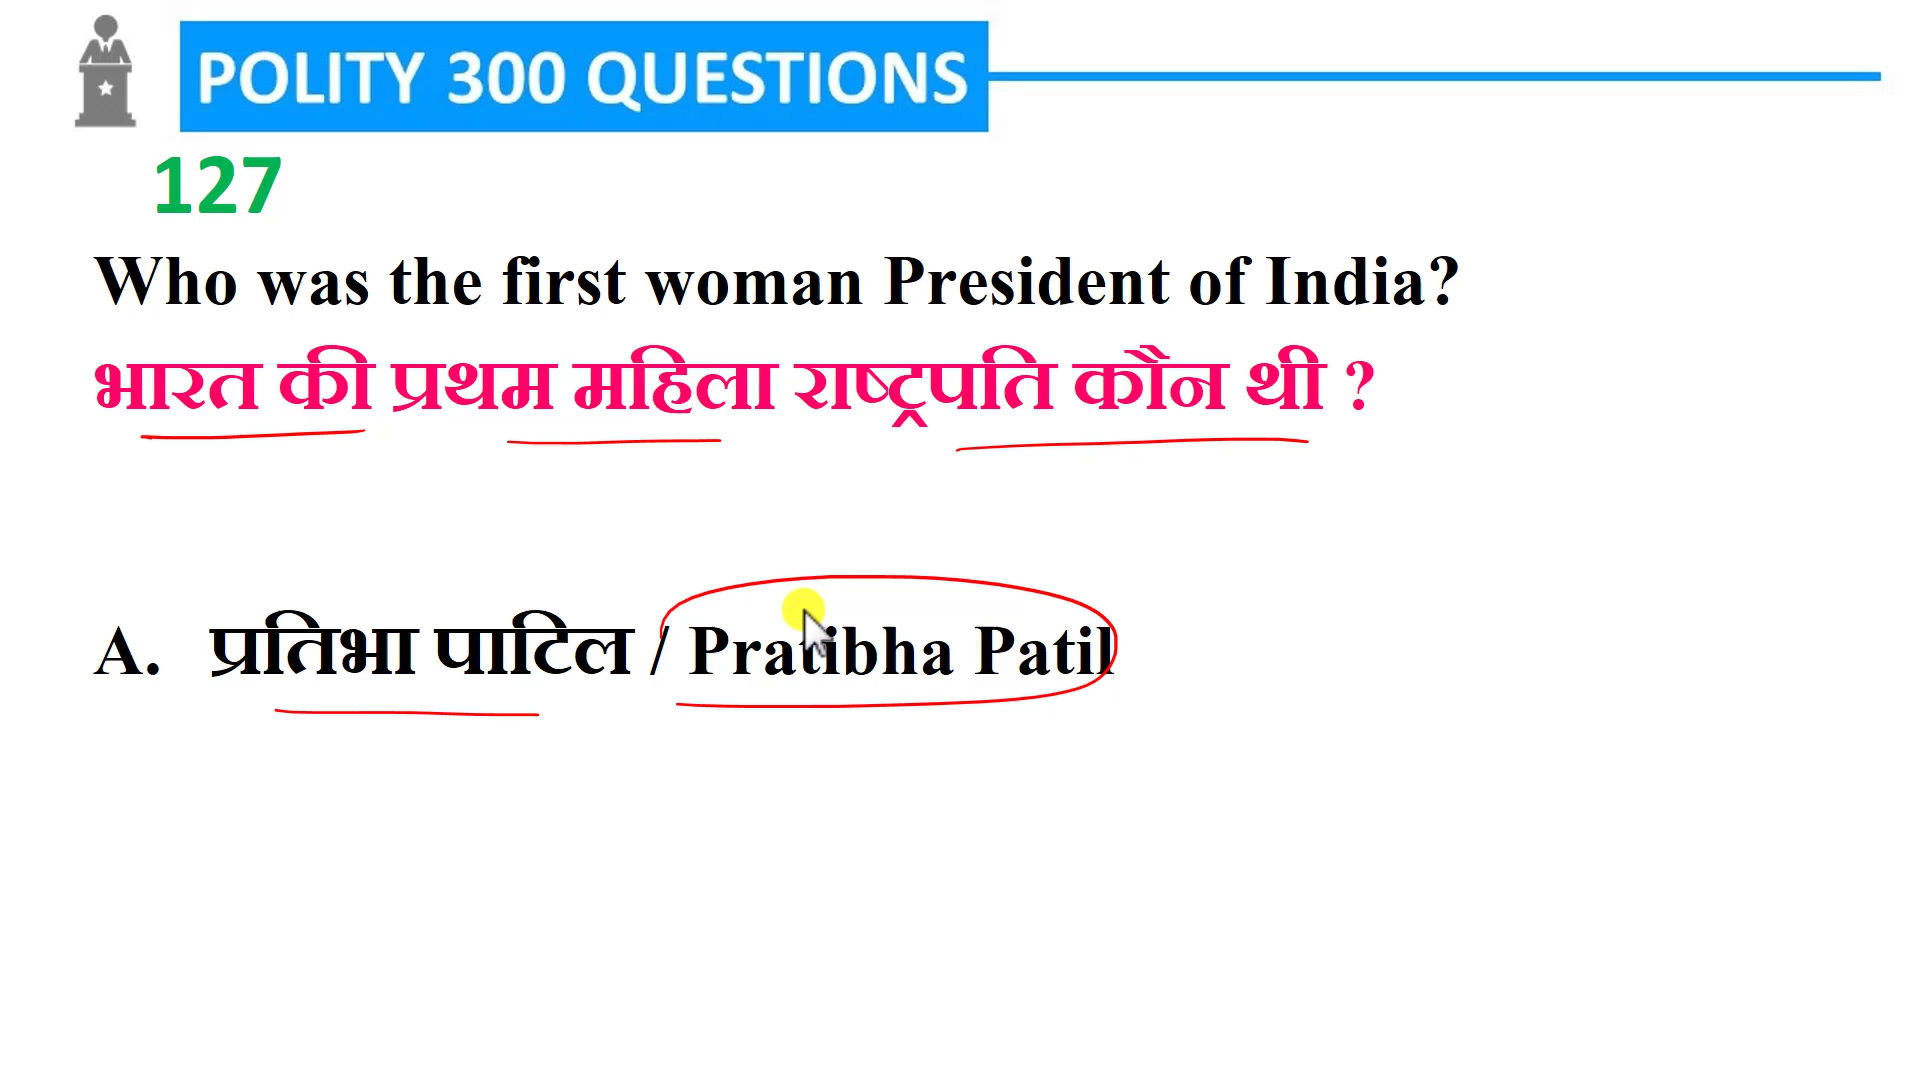 POLITY 300 QUESTIONS
127
Who was the first woman President of India?
भारत की प्रथम महिला राष्ट्रपति कौन थी ?
A. प्रतिभा पाटिल / Pratibha Patil